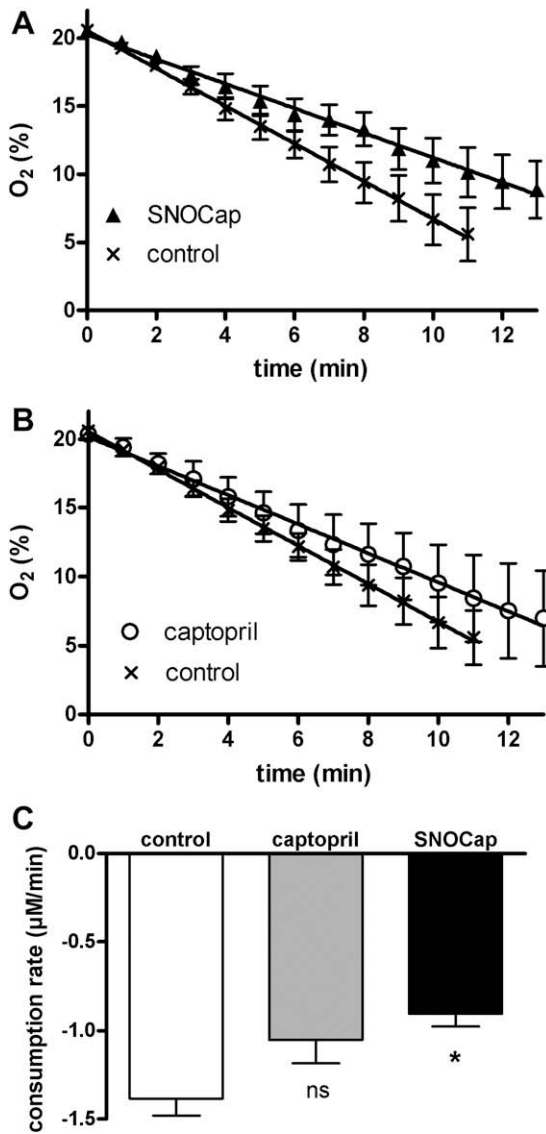 A
20
15
10
5
0
O₂ (%)
▲ SNOCap
× control
0 2 4 6 8 10 12
time (min)
B
20
15
10
5
0
O₂ (%)
○ captopril
× control
0 2 4 6 8 10 12
time (min)
C
control captopril SNOCap
0.0
-0.5
-1.0
-1.5
consumption rate (µM/min)
ns
*